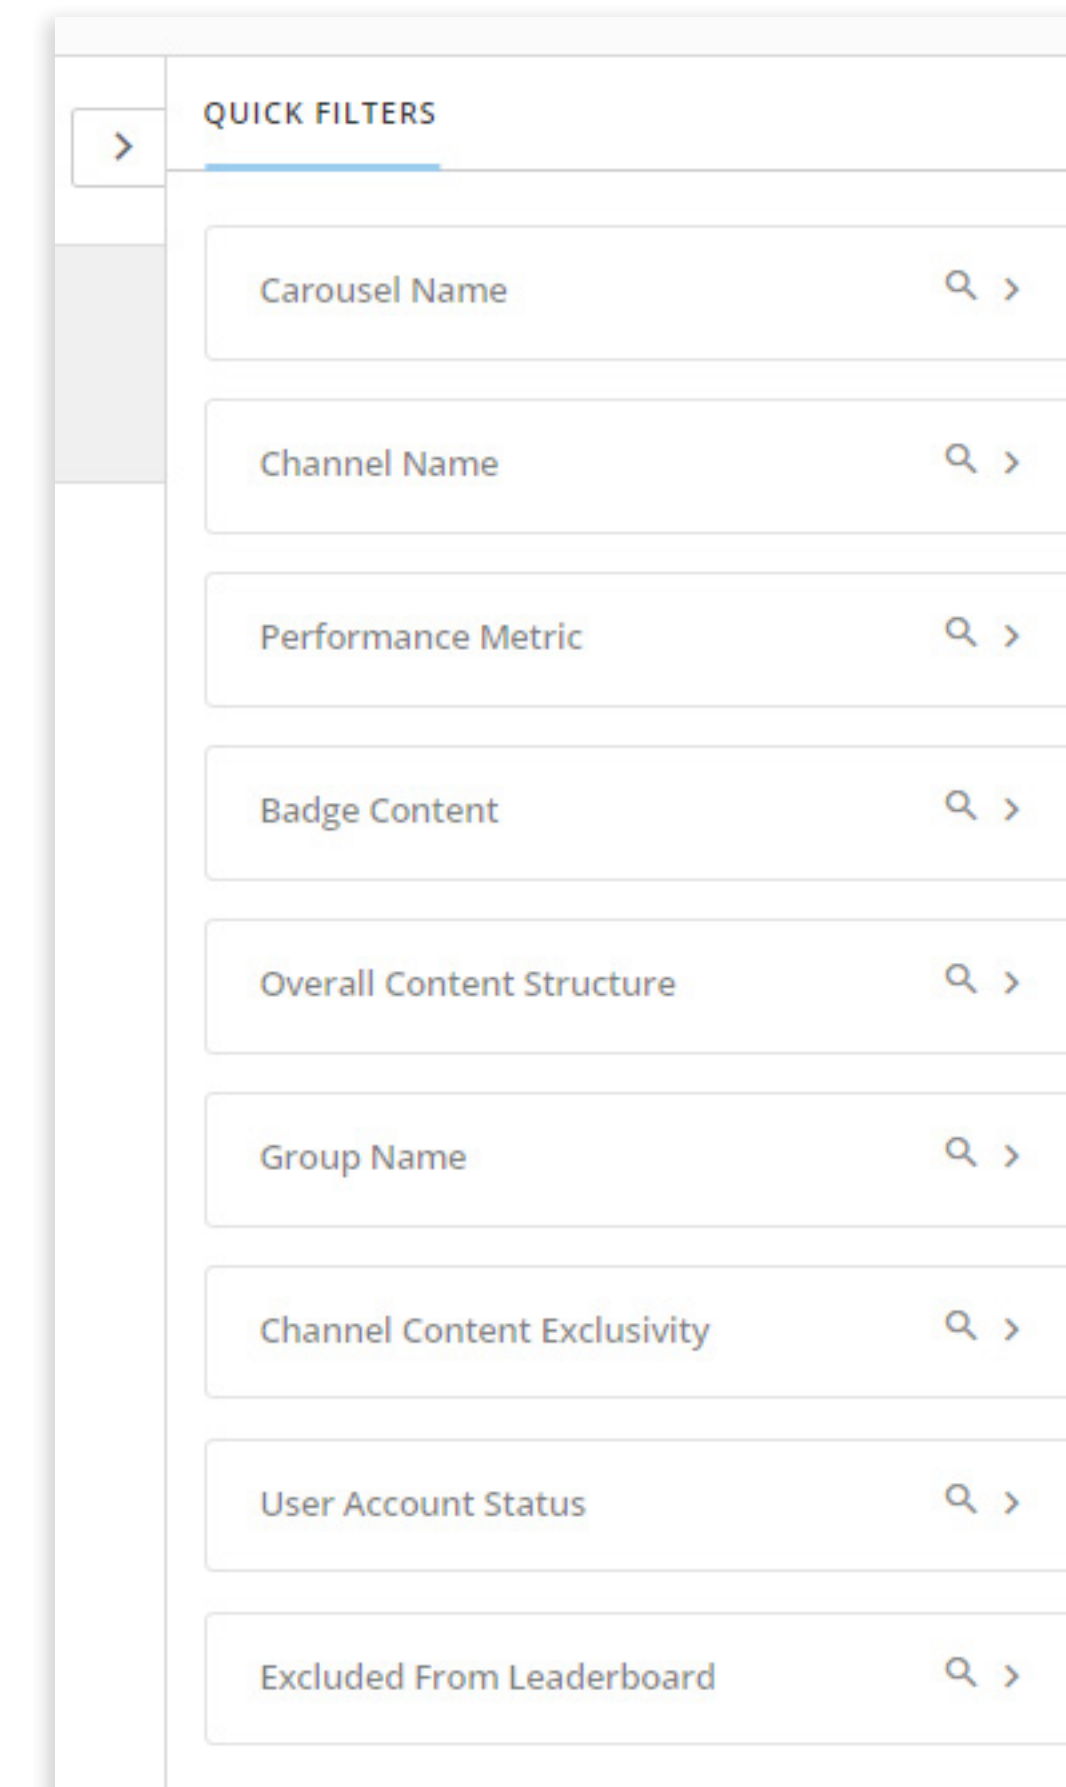 QUICK FILTERS
Carousel Name
Channel Name
Performance Metric
Badge Content
Overall Content Structure
Group Name
Channel Content Exclusivity
User Account Status
Excluded From Leaderboard